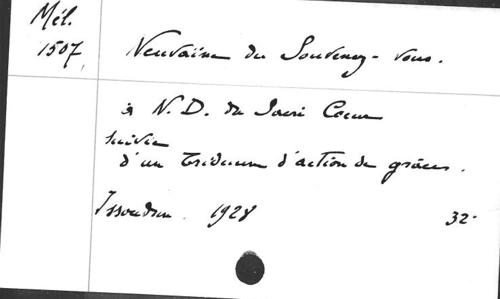 Mél.
1507
Neuvaine du Souvenez-vous.
à N. D. du Sacré Coeur
suivie
d'un triduum d'action de grâces.
Issoudun. 1928 32°